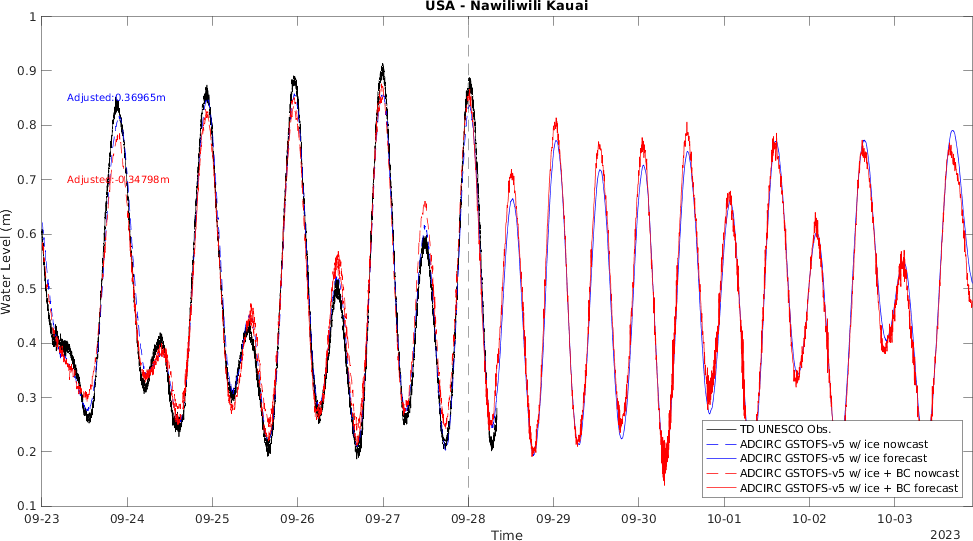 USA - Nawiliwili Kauai
1
0.9
0.8
0.7
0.6
0.5
0.4
0.3
0.2
0.1
Water Level (m)
Adjusted:0.36965m
Adjusted:-0.34798m
TD UNESCO Obs.
ADCIRC GSTOFS-v5 w/ ice nowcast
ADCIRC GSTOFS-v5 w/ ice forecast
ADCIRC GSTOFS-v5 w/ ice + BC nowcast
ADCIRC GSTOFS-v5 w/ ice + BC forecast
09-23 09-24 09-25 09-26 09-27 09-28 09-29 09-30 10-01 10-02 10-03
Time
2023